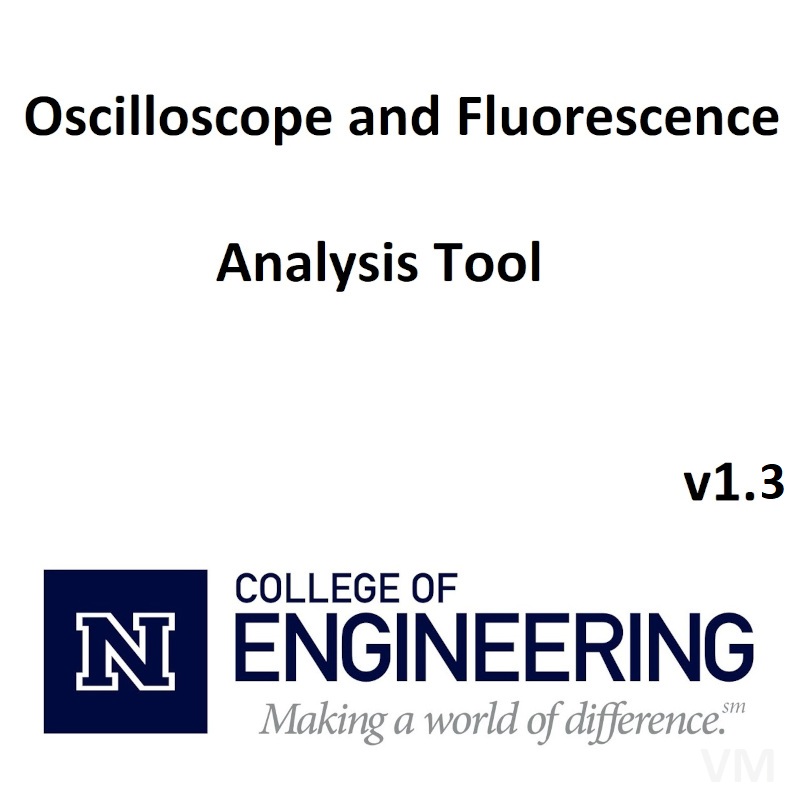 Oscilloscope and Fluorescence
Analysis Tool
v1.3
N
COLLEGE OF
ENGINEERING
Making a world of difference.sm
VM